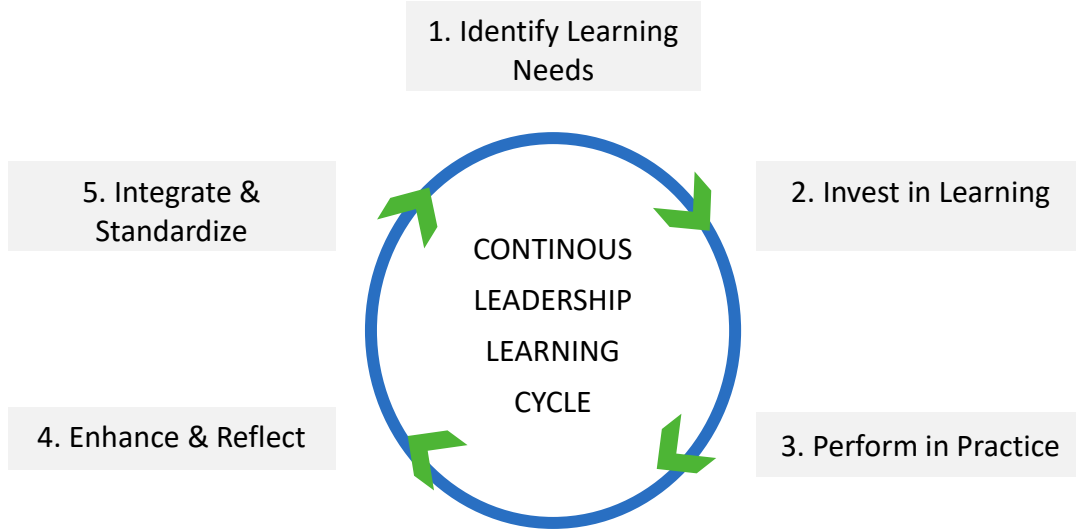 1. Identify Learning
Needs
5. Integrate &
Standardize
2. Invest in Learning
CONTINOUS
LEADERSHIP
LEARNING
CYCLE
4. Enhance & Reflect
3. Perform in Practice